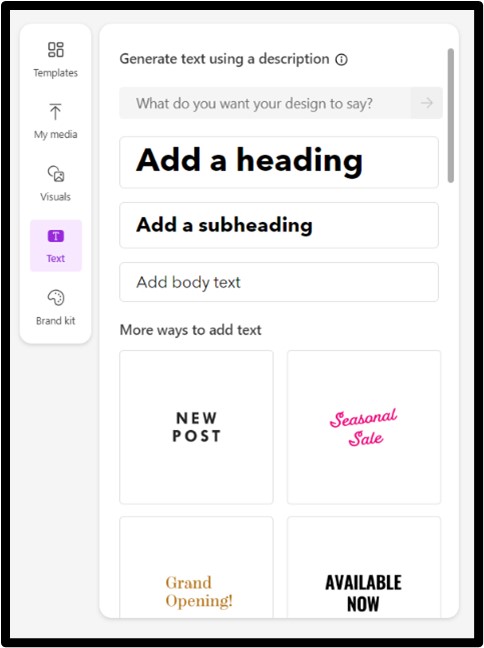 Templates
My media
Visuals
Text
Brand kit
Generate text using a description
What do you want your design to say?
Add a heading
Add a subheading
Add body text
More ways to add text
NEW
POST
Seasonal
Sale
Grand
Opening!
AVAILABLE
NOW